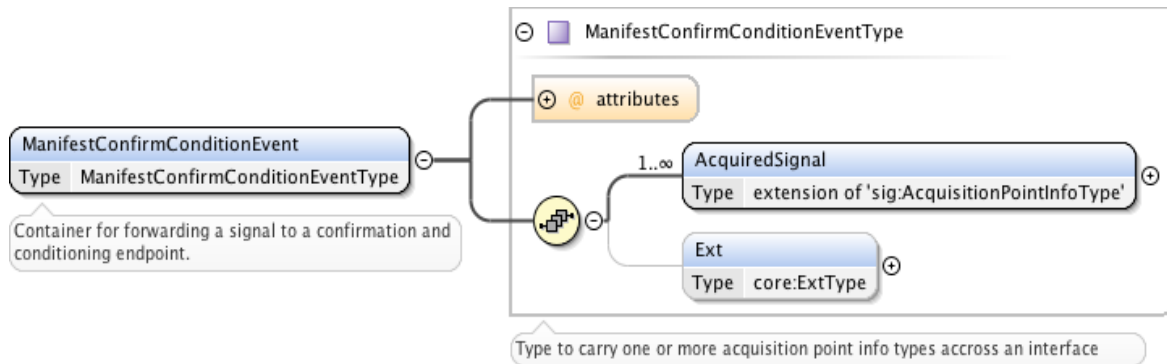 ManifestConfirmConditionEventType
@ attributes
ManifestConfirmConditionEvent
Type ManifestConfirmConditionEventType
Container for forwarding a signal to a confirmation and
conditioning endpoint.
1..∞
AcquiredSignal
Type extension of 'sig:AcquisitionPointInfoType'
Ext
Type core:ExtType
Type to carry one or more acquisition point info types accross an interface